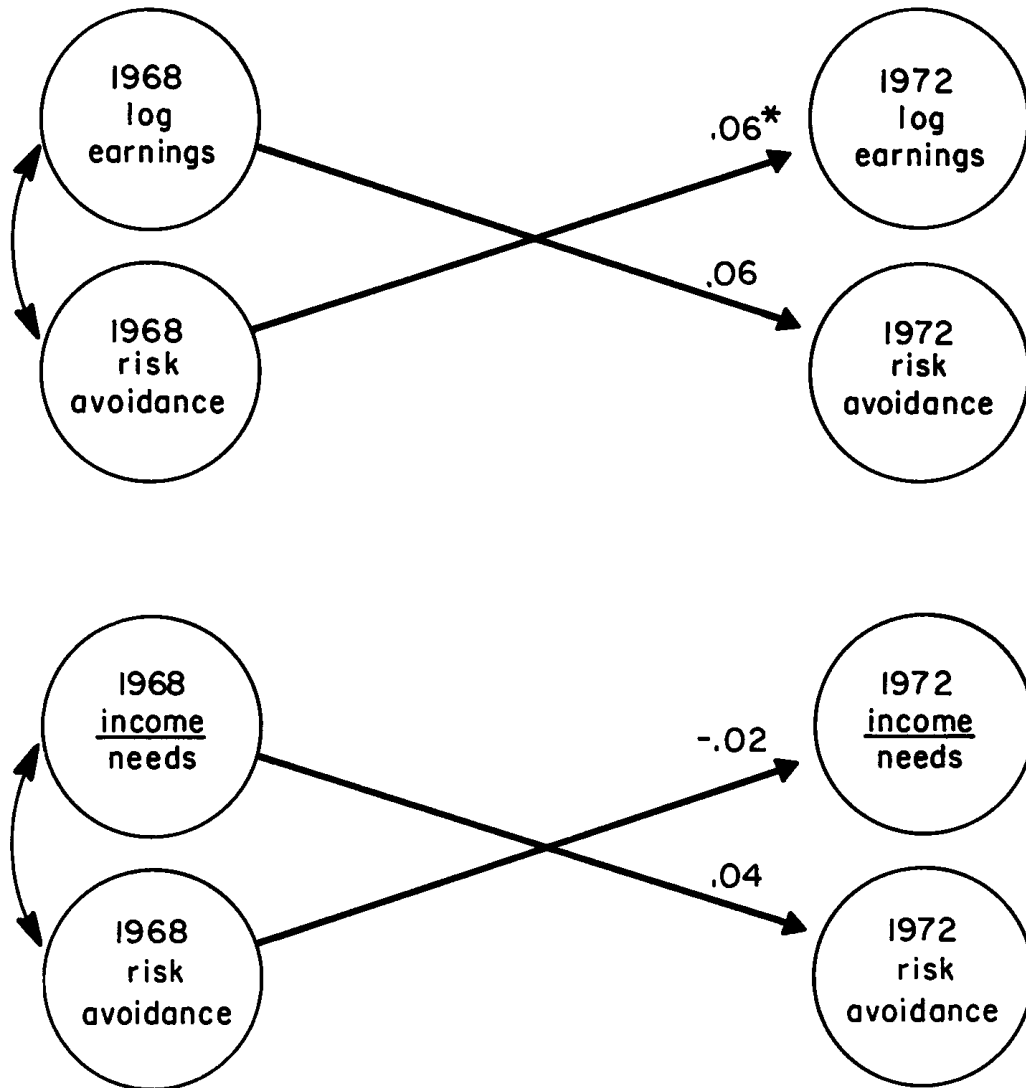 1968
log
earnings
1972
log
earnings
.06*
.06
1968
risk
avoidance
1972
risk
avoidance
1968
income
needs
1972
income
needs
-.02
.04
1968
risk
avoidance
1972
risk
avoidance